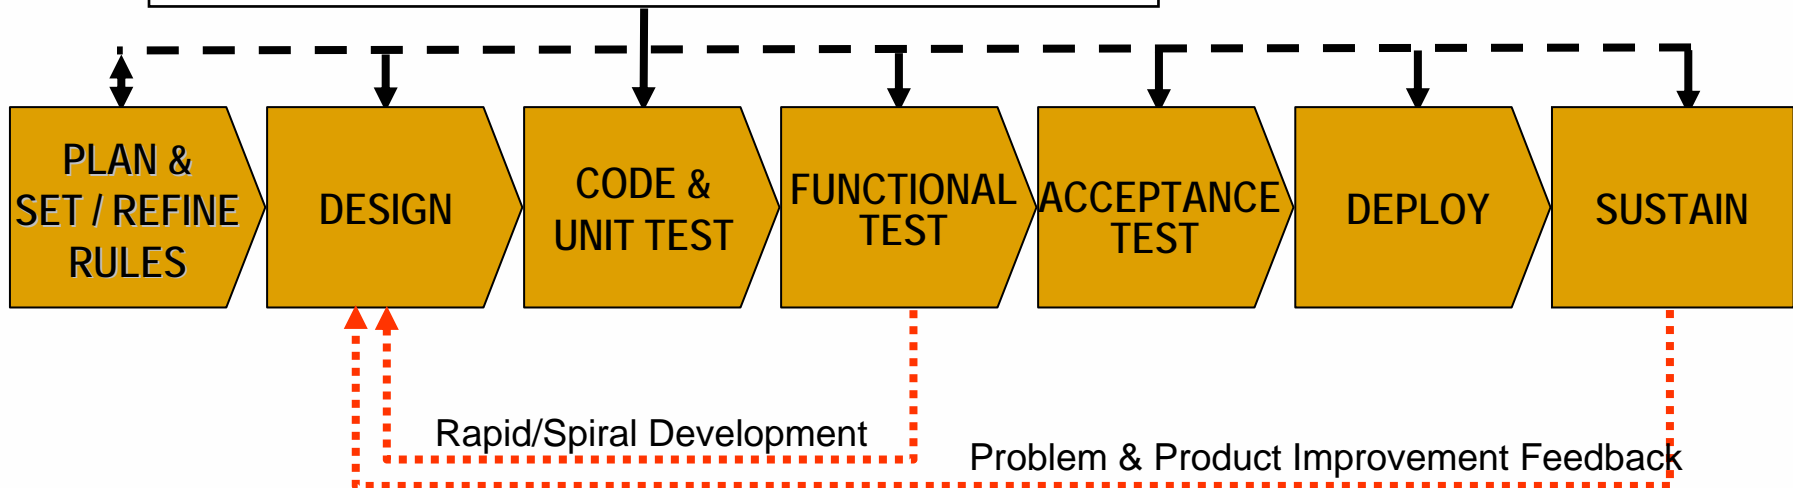 PLAN &
SET / REFINE
RULES
DESIGN
CODE &
UNIT TEST
FUNCTIONAL
TEST
ACCEPTANCE
TEST
DEPLOY
SUSTAIN
Rapid/Spiral Development
Problem & Product Improvement Feedback